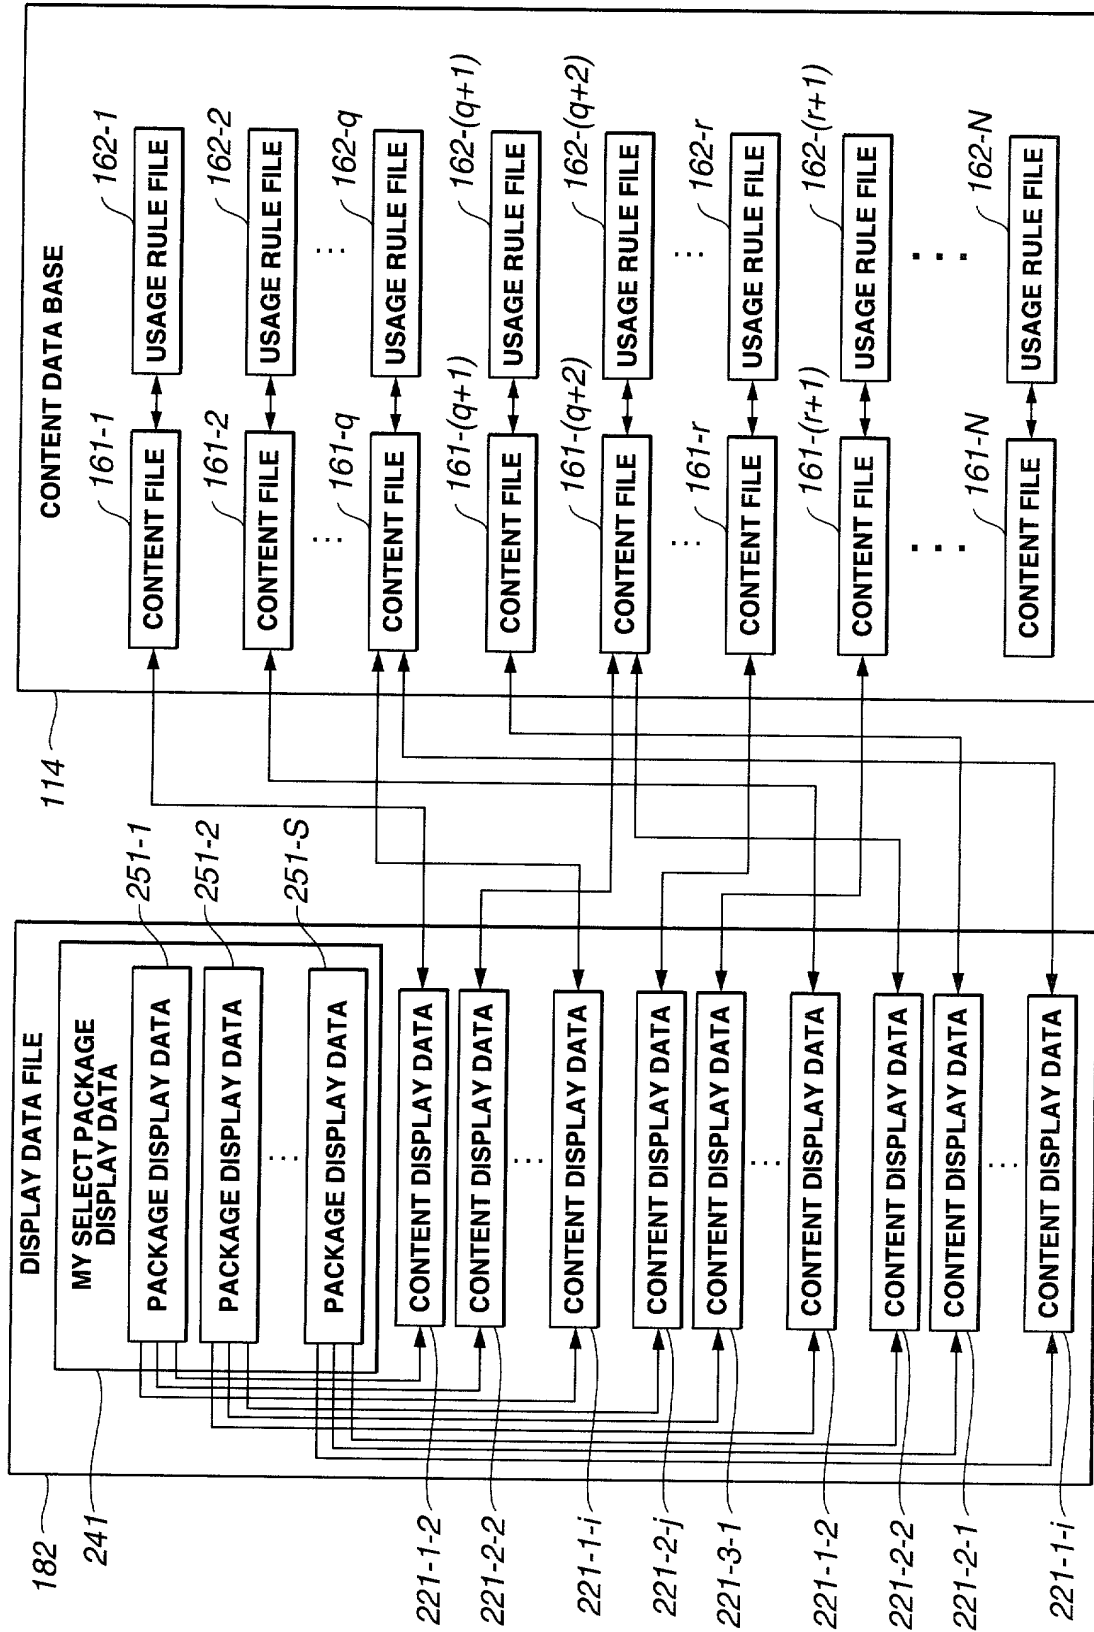 DISPLAY DATA FILE
MY SELECT PACKAGE
DISPLAY DATA
182
241
PACKAGE DISPLAY DATA
251-1
PACKAGE DISPLAY DATA
251-2
...
PACKAGE DISPLAY DATA
251-S
221-1-2
CONTENT DISPLAY DATA
221-2-2
CONTENT DISPLAY DATA
...
221-1-i
CONTENT DISPLAY DATA
221-2-j
CONTENT DISPLAY DATA
221-3-1
CONTENT DISPLAY DATA
...
221-1-2
CONTENT DISPLAY DATA
221-2-2
CONTENT DISPLAY DATA
221-2-1
CONTENT DISPLAY DATA
...
221-1-i
CONTENT DISPLAY DATA
114
CONTENT DATA BASE
161-1
162-1
CONTENT FILE
USAGE RULE FILE
161-2
162-2
CONTENT FILE
USAGE RULE FILE
...
...
161-q
162-q
CONTENT FILE
USAGE RULE FILE
161-(q+1)
162-(q+1)
CONTENT FILE
USAGE RULE FILE
161-(q+2)
162-(q+2)
CONTENT FILE
USAGE RULE FILE
...
...
161-r
162-r
CONTENT FILE
USAGE RULE FILE
161-(r+1)
162-(r+1)
CONTENT FILE
USAGE RULE FILE
...
...
161-N
162-N
CONTENT FILE
USAGE RULE FILE